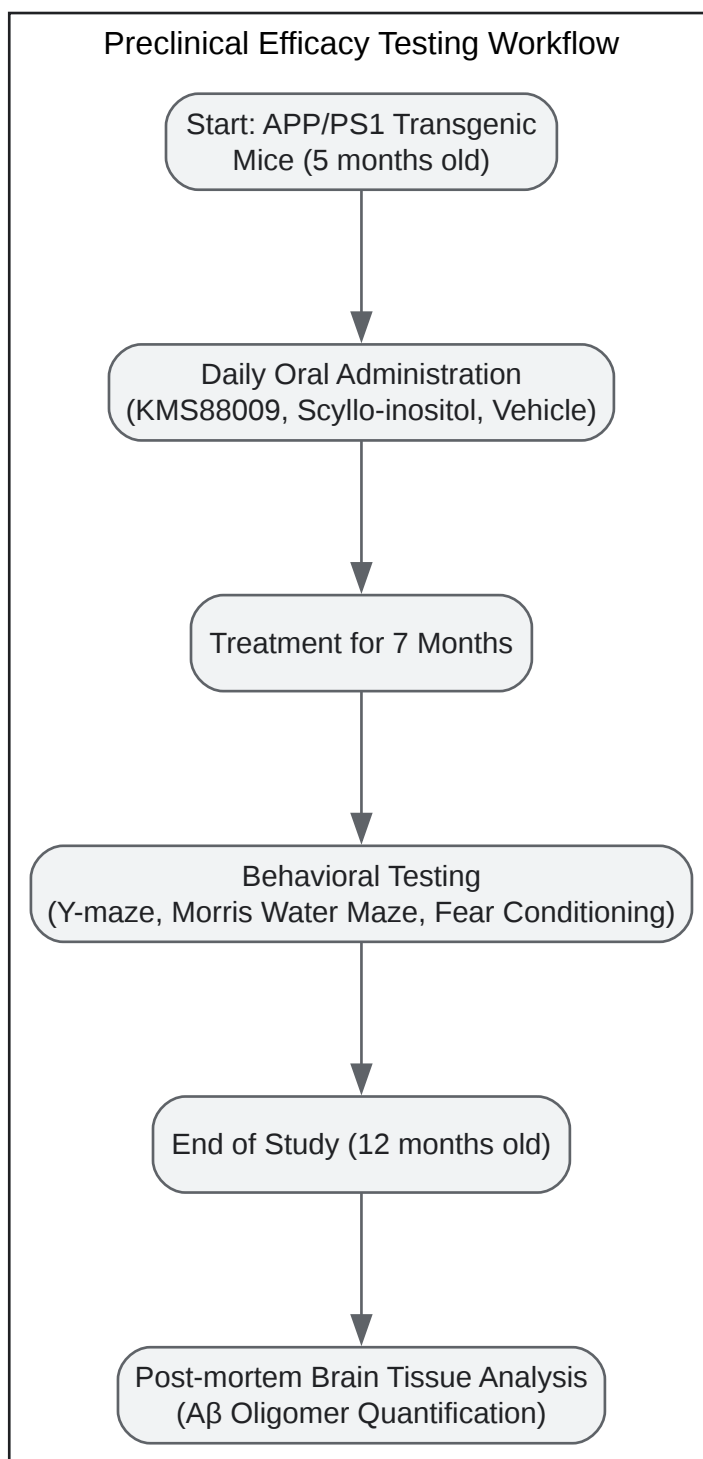 Preclinical Efficacy Testing Workflow
Start: APP/PS1 Transgenic
Mice (5 months old)
Daily Oral Administration
(KMS88009, Scyllo-inositol, Vehicle)
Treatment for 7 Months
Behavioral Testing
(Y-maze, Morris Water Maze, Fear Conditioning)
End of Study (12 months old)
Post-mortem Brain Tissue Analysis
(Aβ Oligomer Quantification)